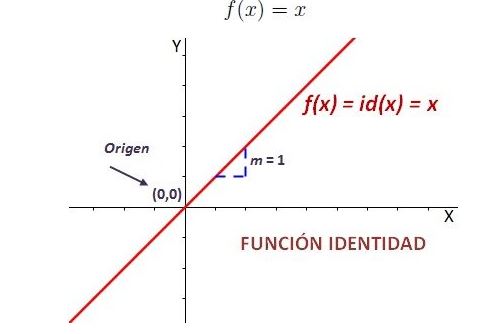 f(x) = x
Y
f(x) = id(x) = x
Origen
m = 1
(0,0)
X
FUNCIÓN IDENTIDAD